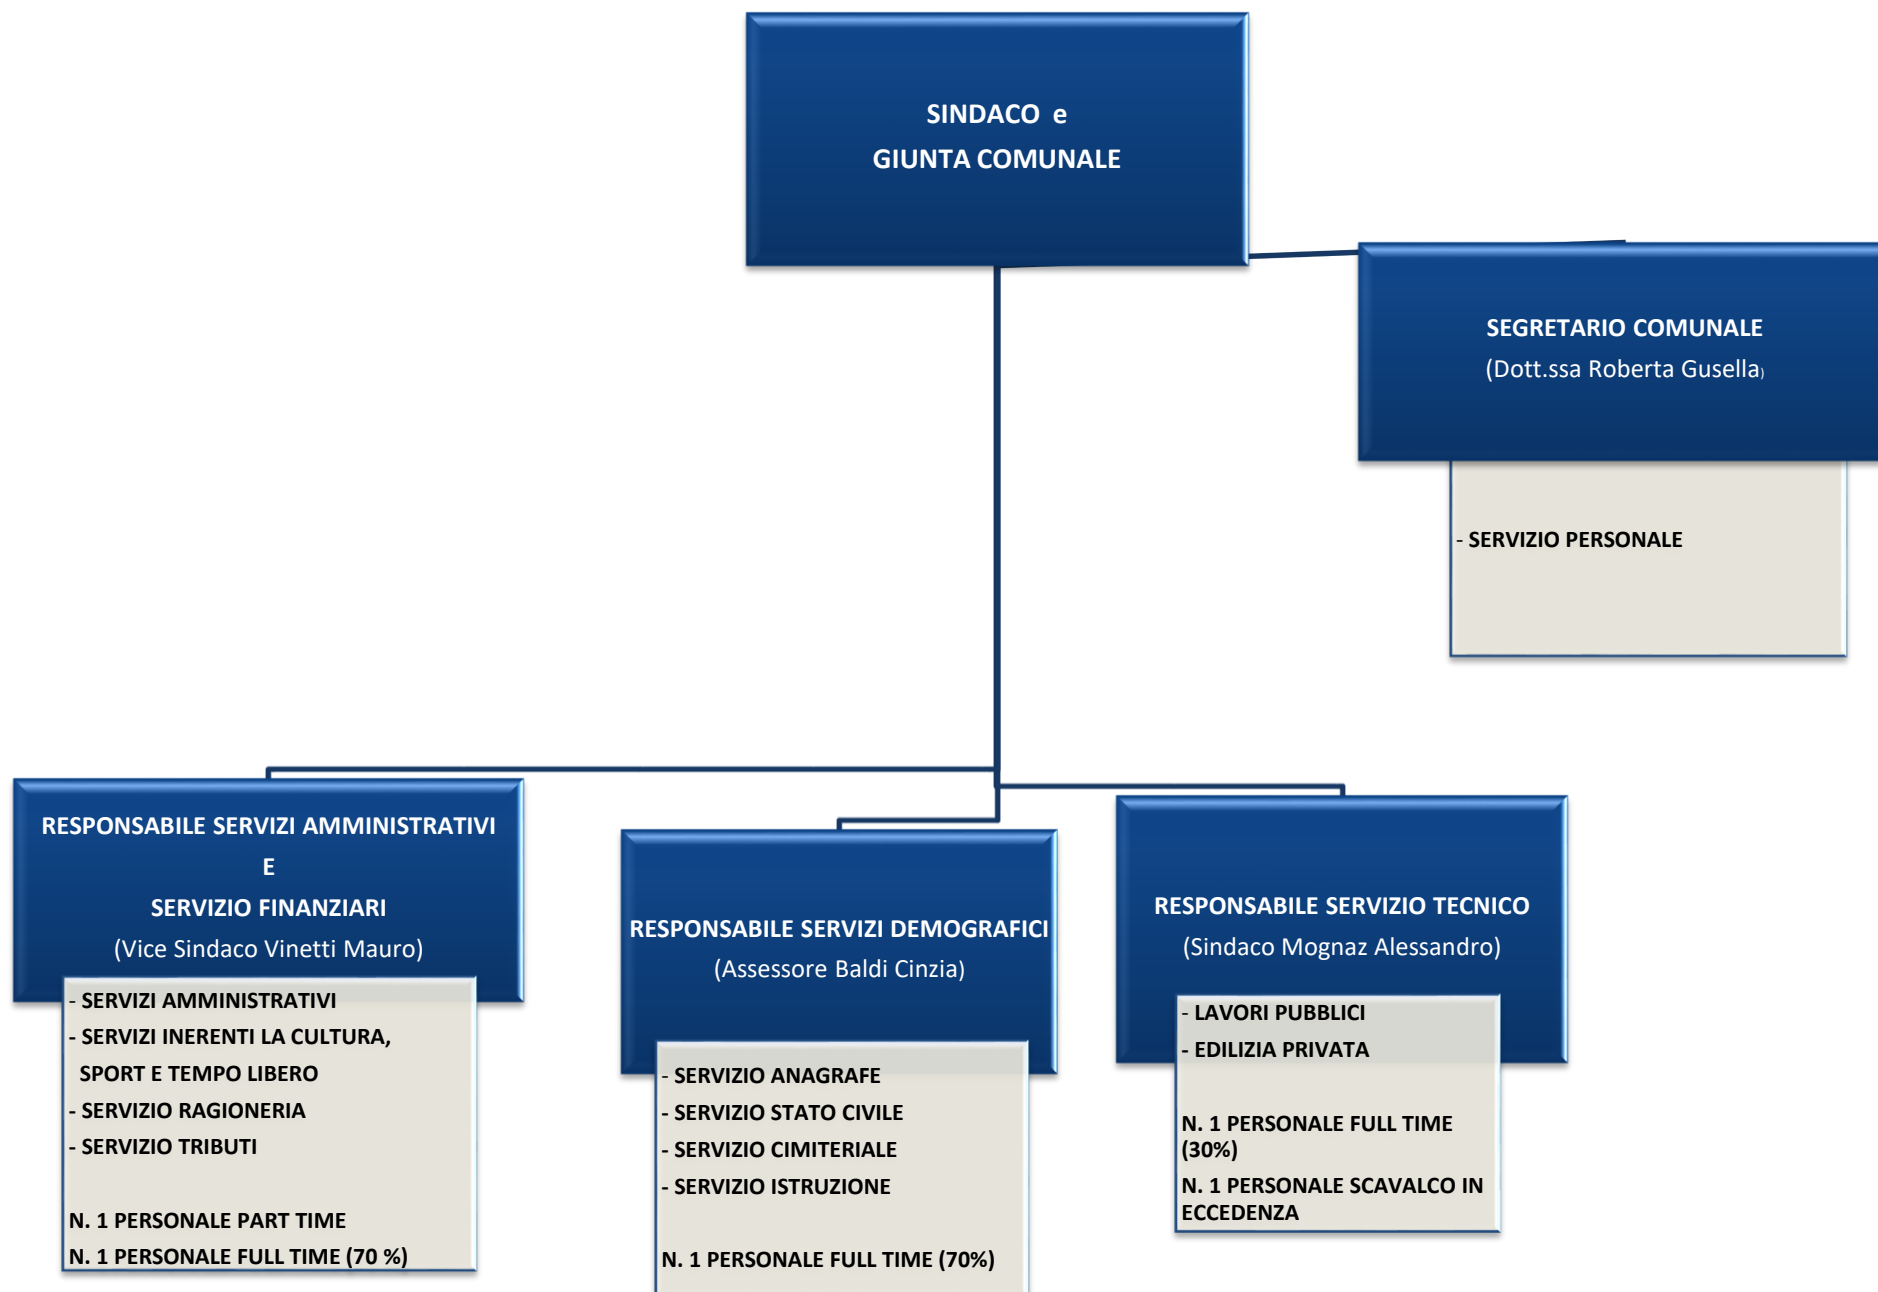 SINDACO e
GIUNTA COMUNALE
SEGRETARIO COMUNALE
(Dott.ssa Roberta Gusella)
- SERVIZIO PERSONALE
RESPONSABILE SERVIZI AMMINISTRATIVI
E
SERVIZIO FINANZIARI
(Vice Sindaco Vinetti Mauro)
- SERVIZI AMMINISTRATIVI
- SERVIZI INERENTI LA CULTURA,
SPORT E TEMPO LIBERO
- SERVIZIO RAGIONERIA
- SERVIZIO TRIBUTI
N. 1 PERSONALE PART TIME
N. 1 PERSONALE FULL TIME (70 %)
RESPONSABILE SERVIZI DEMOGRAFICI
(Assessore Baldi Cinzia)
- SERVIZIO ANAGRAFE
- SERVIZIO STATO CIVILE
- SERVIZIO CIMITERIALE
- SERVIZIO ISTRUZIONE
N. 1 PERSONALE FULL TIME (70%)
RESPONSABILE SERVIZIO TECNICO
(Sindaco Mognaz Alessandro)
- LAVORI PUBBLICI
- EDILIZIA PRIVATA
N. 1 PERSONALE FULL TIME
(30%)
N. 1 PERSONALE SCAVALCO IN
ECCEDENZA